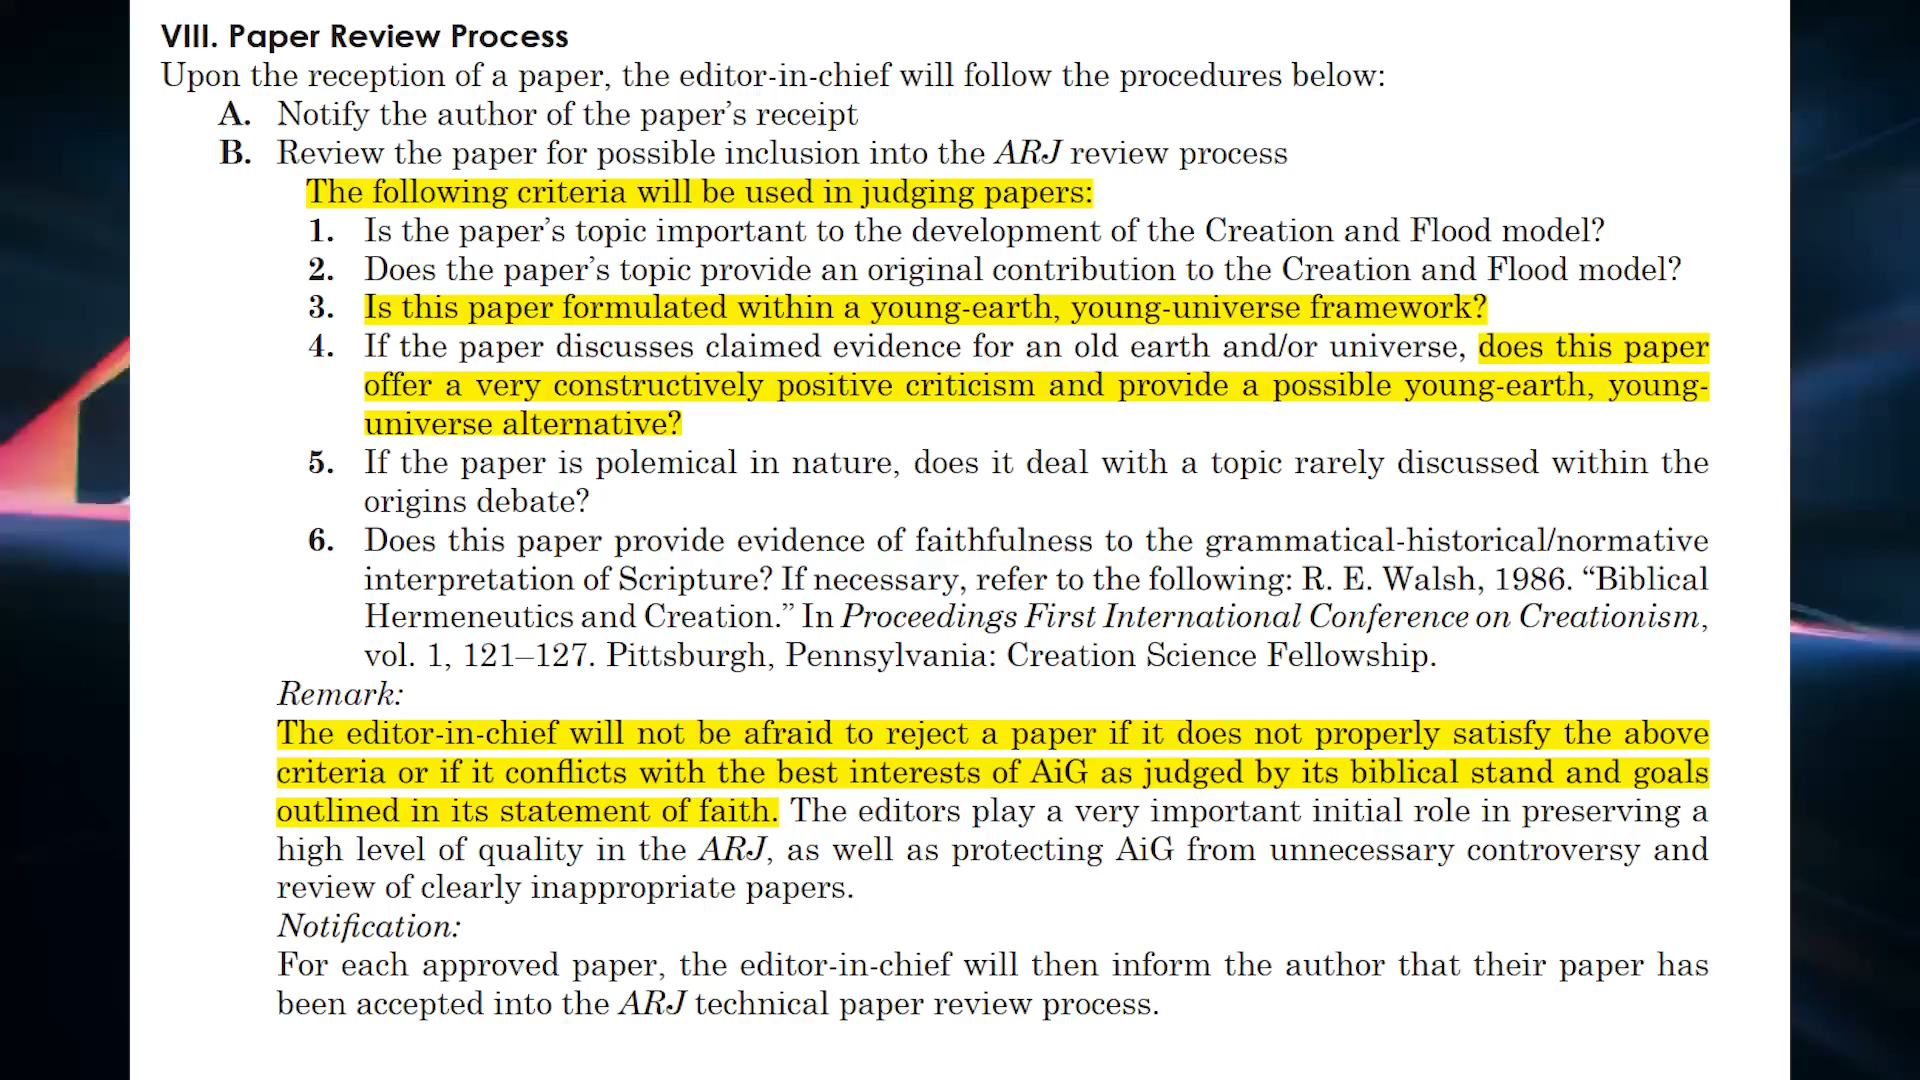 VIII. Paper Review Process
Upon the reception of a paper, the editor-in-chief will follow the procedures below:
A. Notify the author of the paper’s receipt
B. Review the paper for possible inclusion into the ARJ review process
The following criteria will be used in judging papers:
1. Is the paper’s topic important to the development of the Creation and Flood model?
2. Does the paper’s topic provide an original contribution to the Creation and Flood model?
3. Is this paper formulated within a young-earth, young-universe framework?
4. If the paper discusses claimed evidence for an old earth and/or universe, does this paper
offer a very constructively positive criticism and provide a possible young-earth, young-
universe alternative?
5. If the paper is polemical in nature, does it deal with a topic rarely discussed within the
origins debate?
6. Does this paper provide evidence of faithfulness to the grammatical-historical/normative
interpretation of Scripture? If necessary, refer to the following: R. E. Walsh, 1986. “Biblical
Hermeneutics and Creation.” In Proceedings First International Conference on Creationism,
vol. 1, 121–127. Pittsburgh, Pennsylvania: Creation Science Fellowship.
Remark:
The editor-in-chief will not be afraid to reject a paper if it does not properly satisfy the above
criteria or if it conflicts with the best interests of AiG as judged by its biblical stand and goals
outlined in its statement of faith. The editors play a very important initial role in preserving a
high level of quality in the ARJ, as well as protecting AiG from unnecessary controversy and
review of clearly inappropriate papers.
Notification:
For each approved paper, the editor-in-chief will then inform the author that their paper has
been accepted into the ARJ technical paper review process.